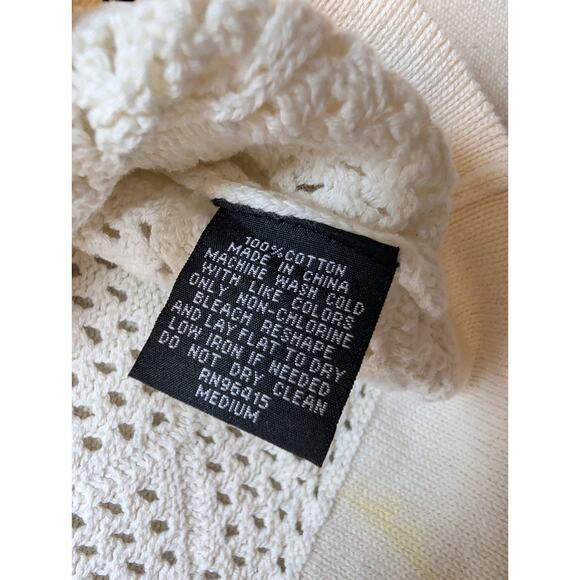 100% COTTON
MADE IN CHINA
MACHINE WASH COLD
WITH LIKE COLORS
ONLY NON-CHLORINE
BLEACH RESHAPE
AND LAY FLAT TO DRY
LOW IRON IF NEEDED
DO NOT DRY CLEAN
RN96415
MEDIUM